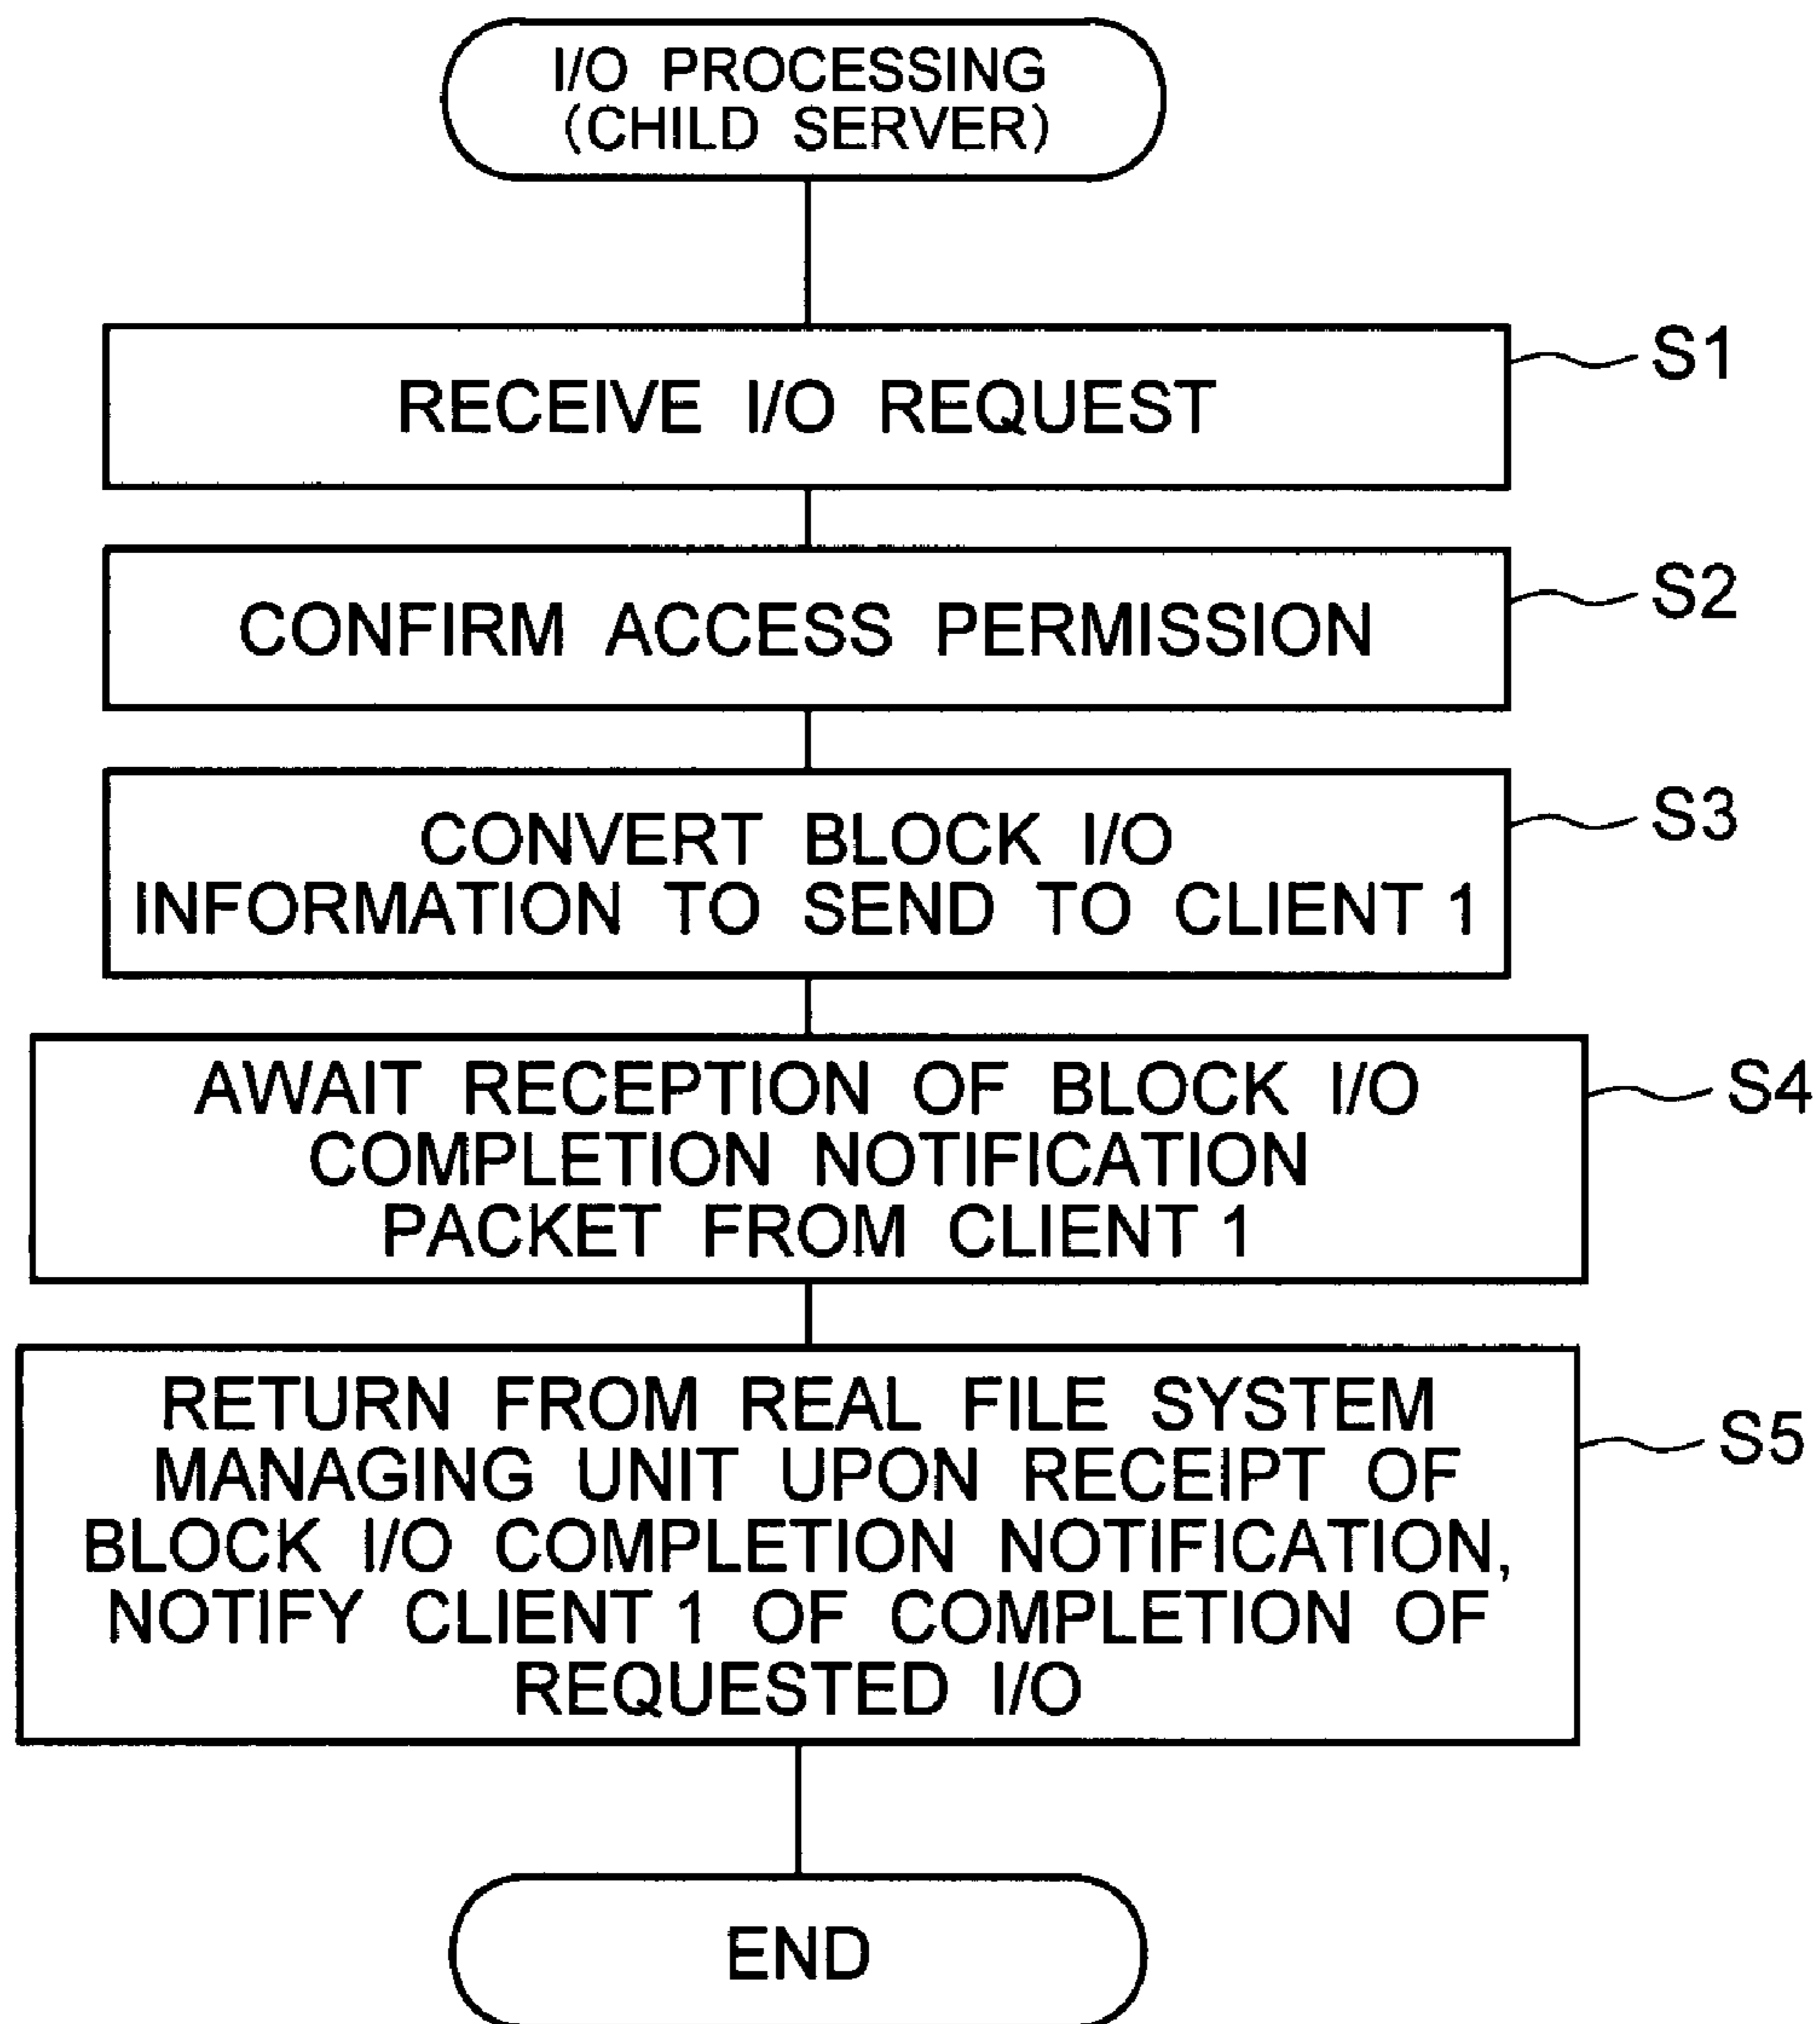 I/O PROCESSING
(CHILD SERVER)
RECEIVE I/O REQUEST
S1
CONFIRM ACCESS PERMISSION
S2
CONVERT BLOCK I/O
INFORMATION TO SEND TO CLIENT 1
S3
AWAIT RECEPTION OF BLOCK I/O
COMPLETION NOTIFICATION
PACKET FROM CLIENT 1
S4
RETURN FROM REAL FILE SYSTEM
MANAGING UNIT UPON RECEIPT OF
BLOCK I/O COMPLETION NOTIFICATION,
NOTIFY CLIENT 1 OF COMPLETION OF
REQUESTED I/O
S5
END